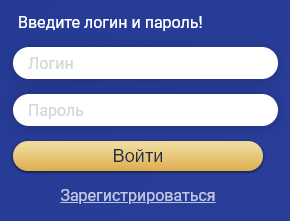 Введите логин и пароль!
Логин
Пароль
Войти
Зарегистрироваться